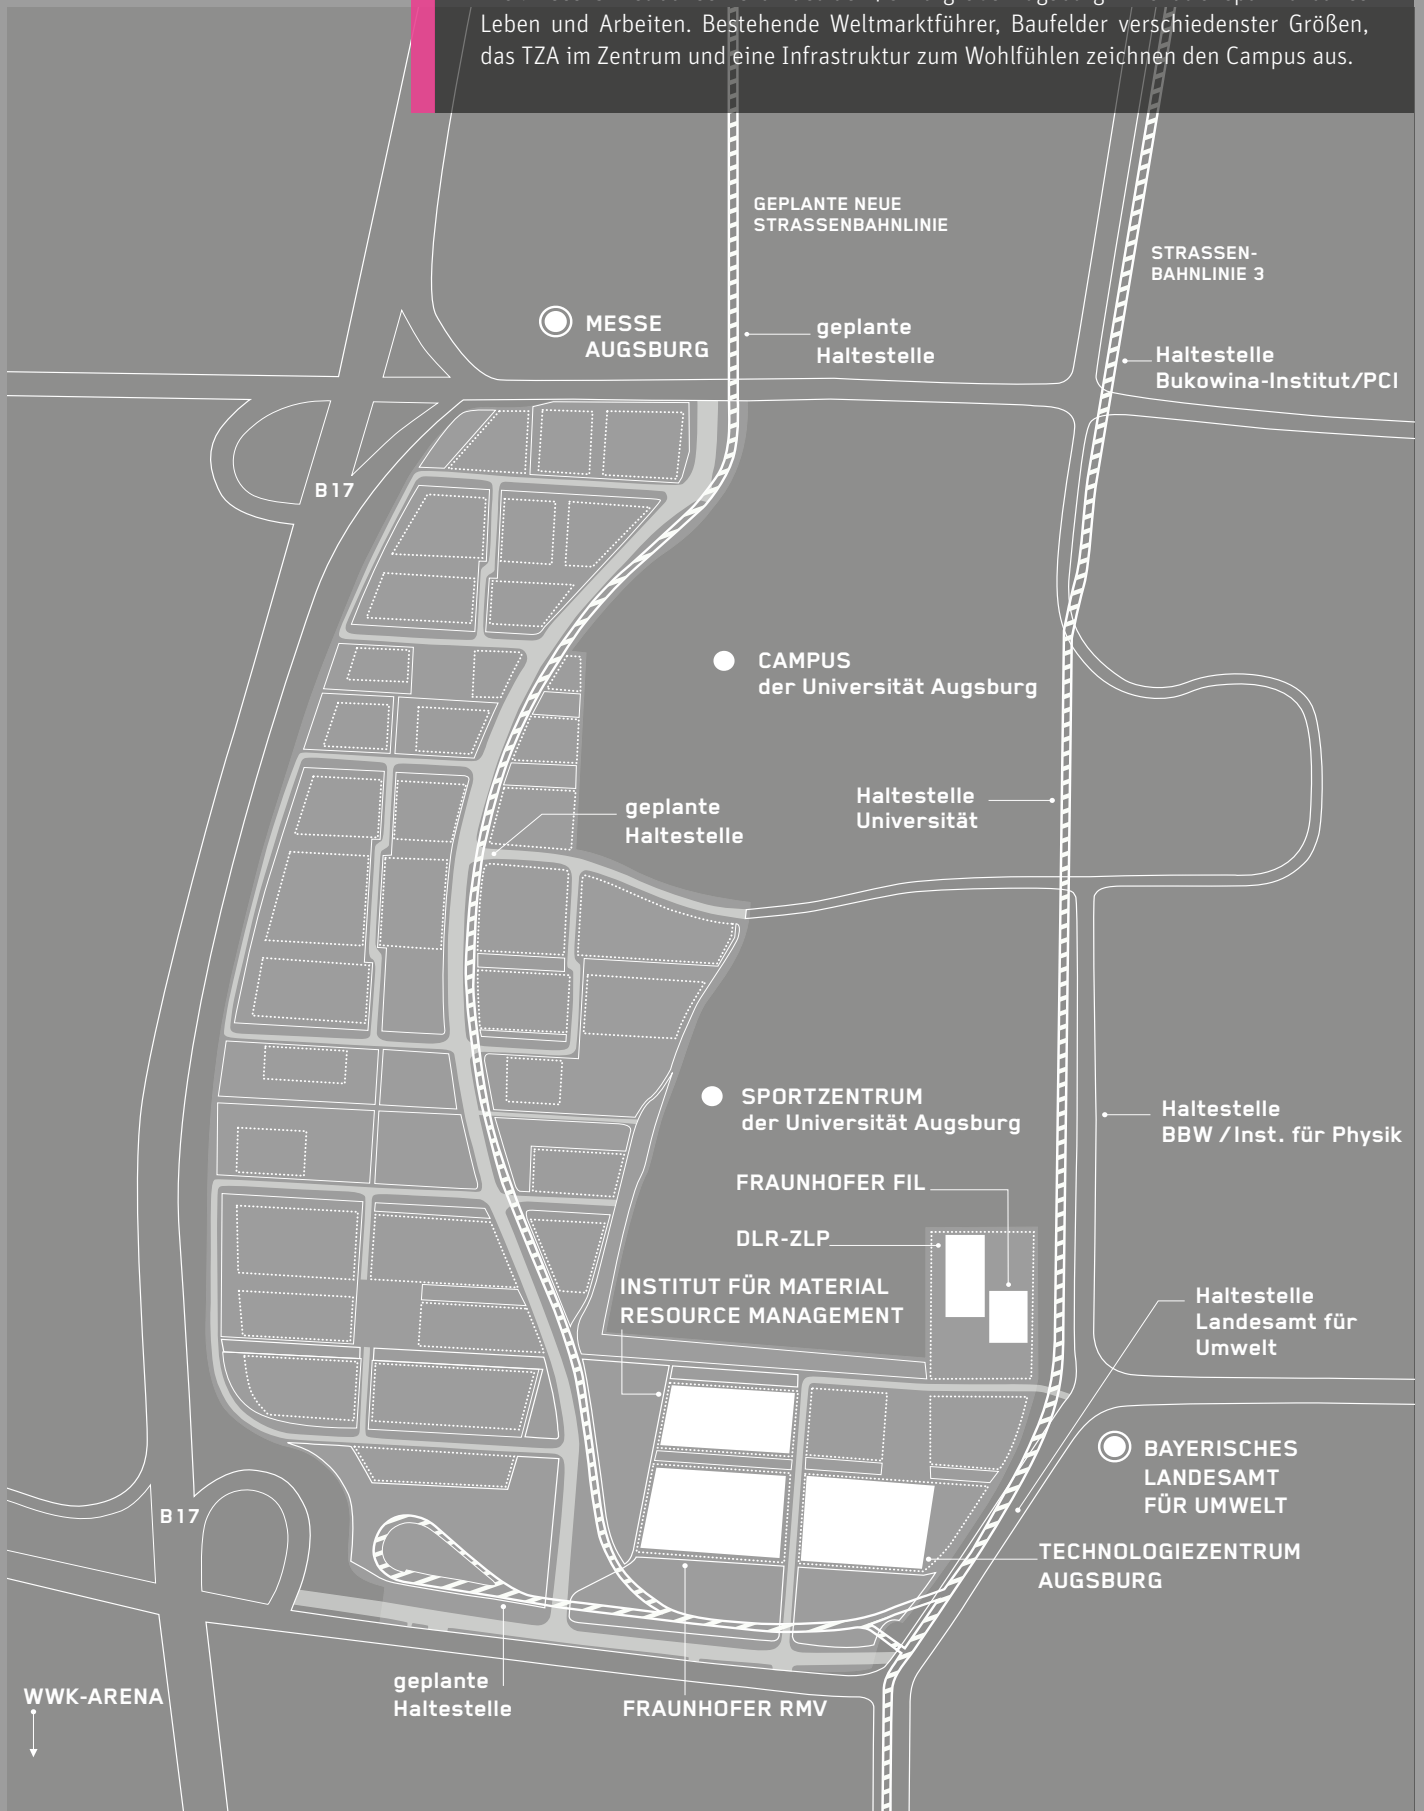 Leben und Arbeiten. Bestehende Weltmarktführer, Baufelder verschiedenster Größen,
das TZA im Zentrum und eine Infrastruktur zum Wohlfühlen zeichnen den Campus aus.
GEPLANTE NEUE
STRASSENBAHNLINIE
STRASSEN-
BAHNLINIE 3
MESSE
AUGSBURG
geplante
Haltestelle
Haltestelle
Bukowina-Institut/PCI
B17
CAMPUS
der Universität Augsburg
geplante
Haltestelle
Haltestelle
Universität
SPORTZENTRUM
der Universität Augsburg
Haltestelle
BBW / Inst. für Physik
FRAUNHOFER FIL
DLR-ZLP
INSTITUT FÜR MATERIAL
RESOURCE MANAGEMENT
Haltestelle
Landesamt für
Umwelt
BAYERISCHES
LANDESAMT
FÜR UMWELT
B17
TECHNOLOGIEZENTRUM
AUGSBURG
geplante
Haltestelle
FRAUNHOFER RMV
WWK-ARENA